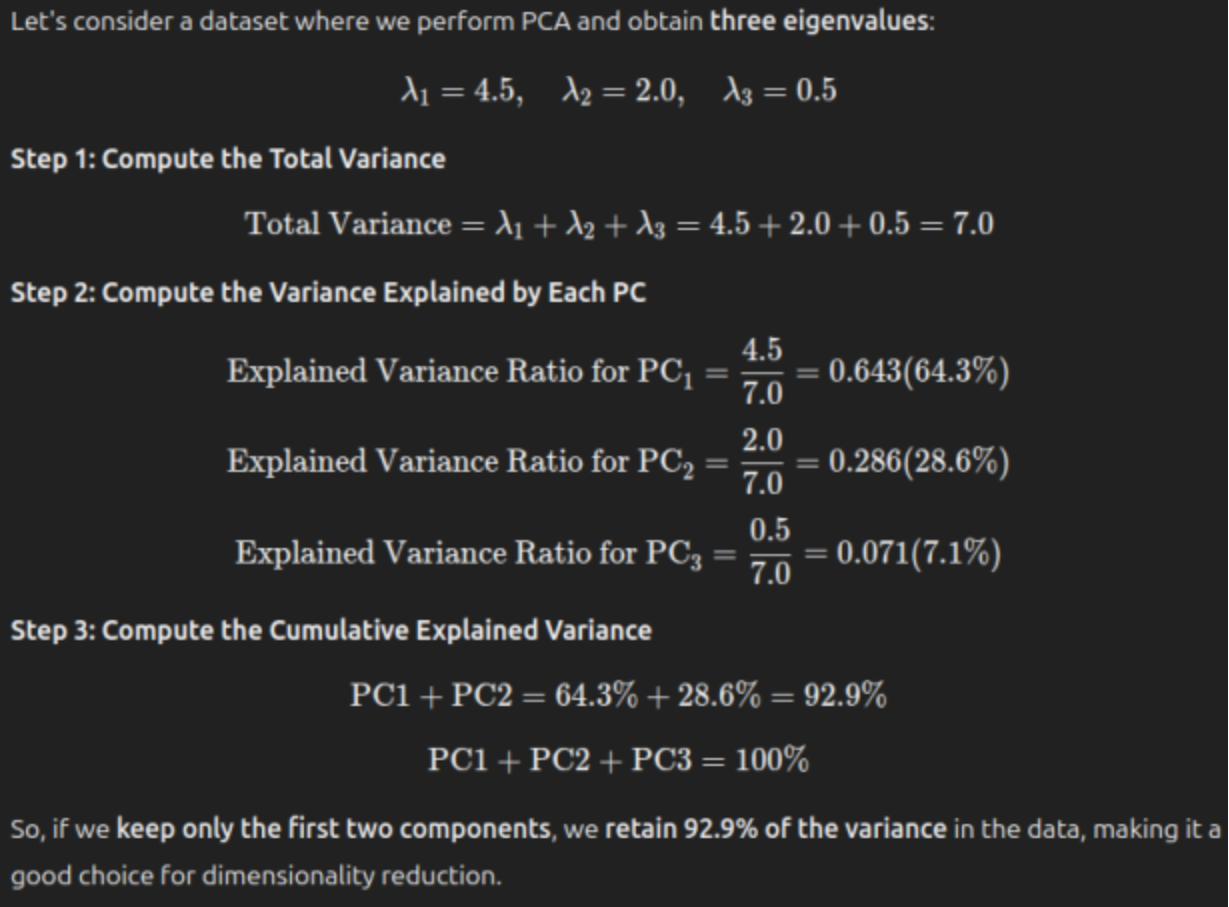 Let's consider a dataset where we perform PCA and obtain three eigenvalues:
λ₁ = 4.5, λ₂ = 2.0, λ₃ = 0.5
Step 1: Compute the Total Variance
Total Variance = λ₁ + λ₂ + λ₃ = 4.5 + 2.0 + 0.5 = 7.0
Step 2: Compute the Variance Explained by Each PC
Explained Variance Ratio for PC₁ = 4.5/7.0 = 0.643(64.3%)
Explained Variance Ratio for PC₂ = 2.0/7.0 = 0.286(28.6%)
Explained Variance Ratio for PC₃ = 0.5/7.0 = 0.071(7.1%)
Step 3: Compute the Cumulative Explained Variance
PC1 + PC2 = 64.3% + 28.6% = 92.9%
PC1 + PC2 + PC3 = 100%
So, if we keep only the first two components, we retain 92.9% of the variance in the data, making it a
good choice for dimensionality reduction.